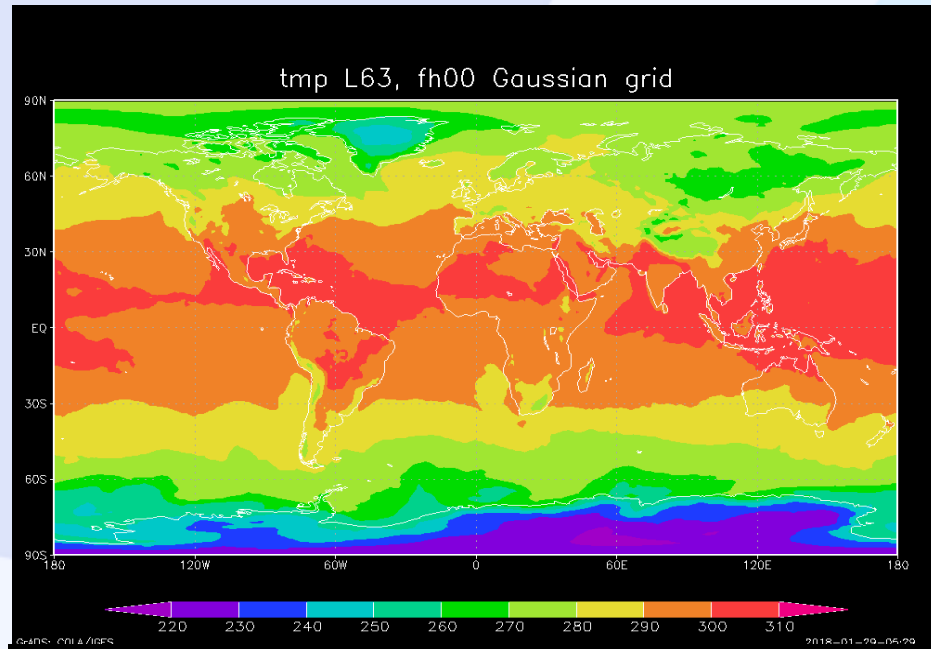 tmp L63, fh00 Gaussian grid
90N
60N
30N
EQ
30S
60S
90S
180 120W 60W 0 60E 120E 180
220 230 240 250 260 270 280 290 300 310
GrADS: COLA/IGES 2018-01-29-05:29